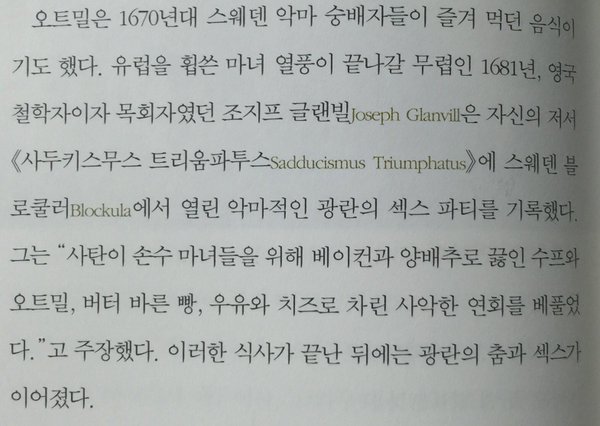 오트밀은 1670년대 스웨덴 악마 숭배자들이 즐겨 먹던 음식이
기도 했다. 유럽을 휩쓴 마녀 열풍이 끝나갈 무렵인 1681년, 영국
철학자이자 목회자였던 조지프 글랜빌Joseph Glanvill은 자신의 저서
《사두키스무스 트리움파투스Sadducismus Triumphatus》에 스웨덴 블
로쿨러Blockula에서 열린 악마적인 광란의 섹스 파티를 기록했다.
그는 “사탄이 손수 마녀들을 위해 베이컨과 양배추로 끓인 수프와
오트밀, 버터 바른 빵, 우유와 치즈로 차린 사악한 연회를 베풀었
다.”고 주장했다. 이러한 식사가 끝난 뒤에는 광란의 춤과 섹스가
이어졌다.